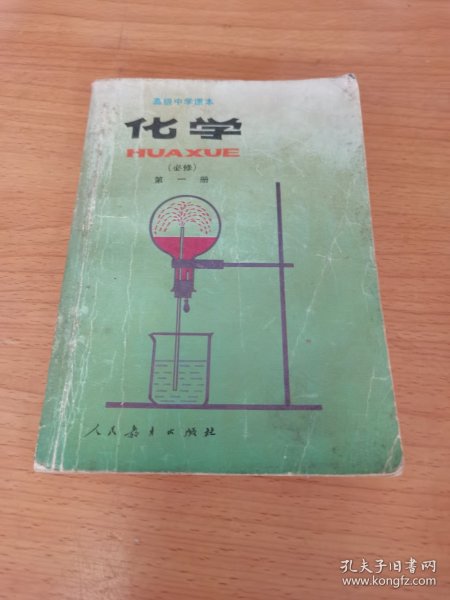 高级中学课本
化学
HUAXUE
(必修)
第一册
人民教育出版社
孔夫子旧书网
www.kongfz.com